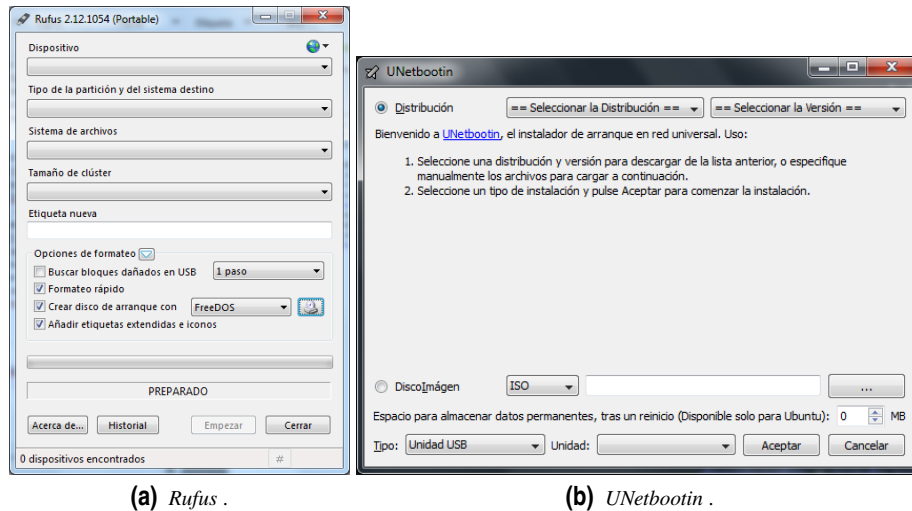 Rufus 2.12.1054 (Portable)
Dispositivo
Tipo de la partición y del sistema destino
Sistema de archivos
Tamaño de clúster
Etiqueta nueva
Opciones de formateo
Buscar bloques dañados en USB 1 paso
Formateo rápido
Crear disco de arranque con FreeDOS
Añadir etiquetas extendidas e iconos
PREPARADO
Acerca de... Historial Empezar Cerrar
0 dispositivos encontrados #
(a) Rufus .
UNetbootin
Distribución == Seleccionar la Distribución == == Seleccionar la Versión ==
Bienvenido a UNetbootin, el instalador de arranque en red universal. Uso:
1. Seleccione una distribución y versión para descargar de la lista anterior, o especifique
manualmente los archivos para cargar a continuación.
2. Seleccione un tipo de instalación y pulse Aceptar para comenzar la instalación.
DiscoImágen ISO ...
Espacio para almacenar datos permanentes, tras un reinicio (Disponible solo para Ubuntu): 0 MB
Tipo: Unidad USB Unidad: Aceptar Cancelar
(b) UNetbootin .